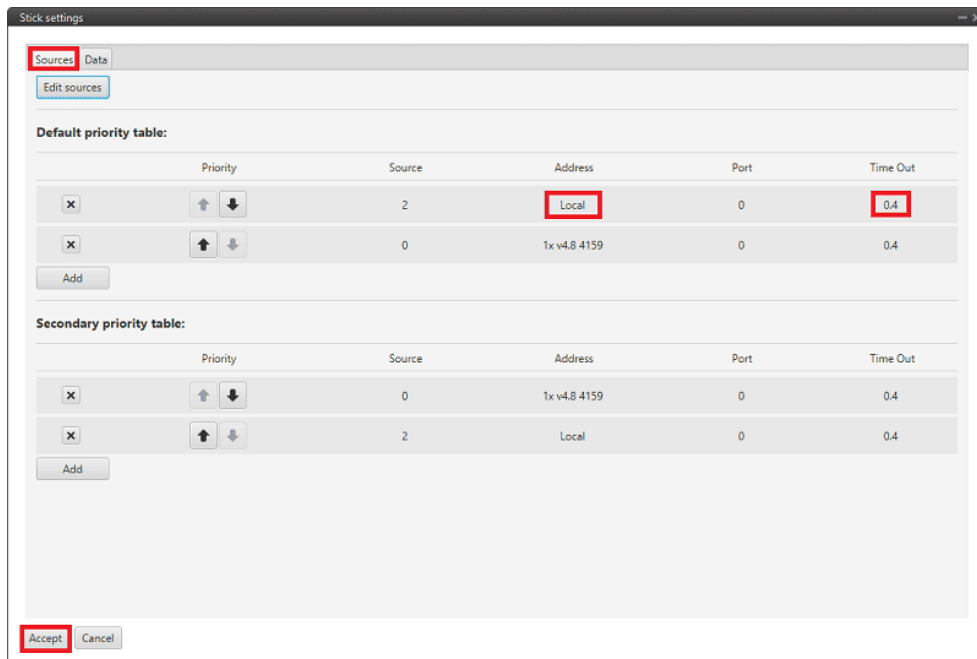 Stick settings
Sources Data
Edit sources
Default priority table:
Priority Source Address Port Time Out
2 Local 0 0.4
0 1x v4.8 4159 0 0.4
Add
Secondary priority table:
Priority Source Address Port Time Out
0 1x v4.8 4159 0 0.4
2 Local 0 0.4
Add
Accept Cancel